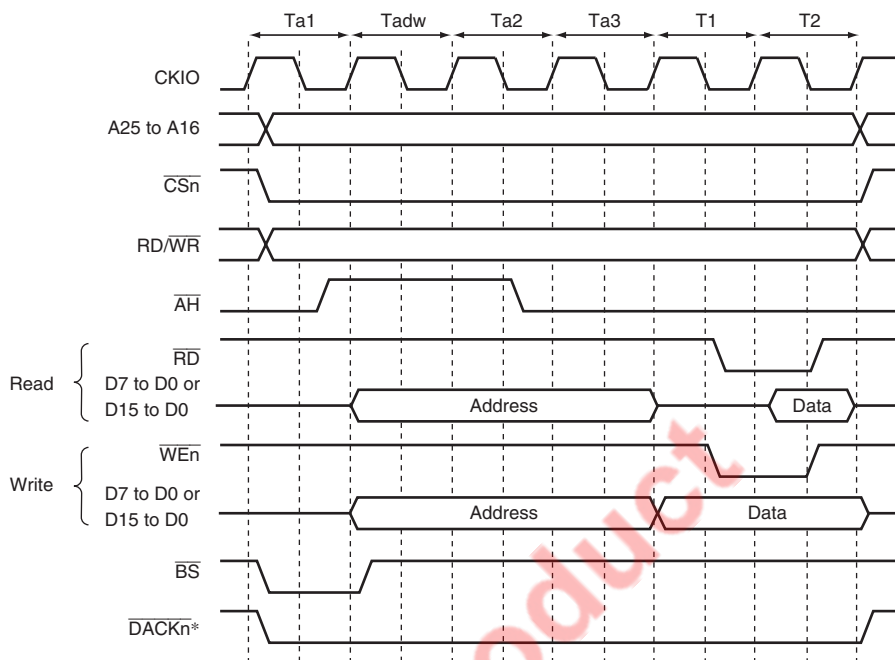 Ta1 Tadw Ta2 Ta3 T1 T2
CKIO
A25 to A16
CSn
RD/WR
AH
Read
RD
D7 to D0 or
D15 to D0
Address
Data
Write
WEn
D7 to D0 or
D15 to D0
Address
Data
BS
DACKn*
oduct